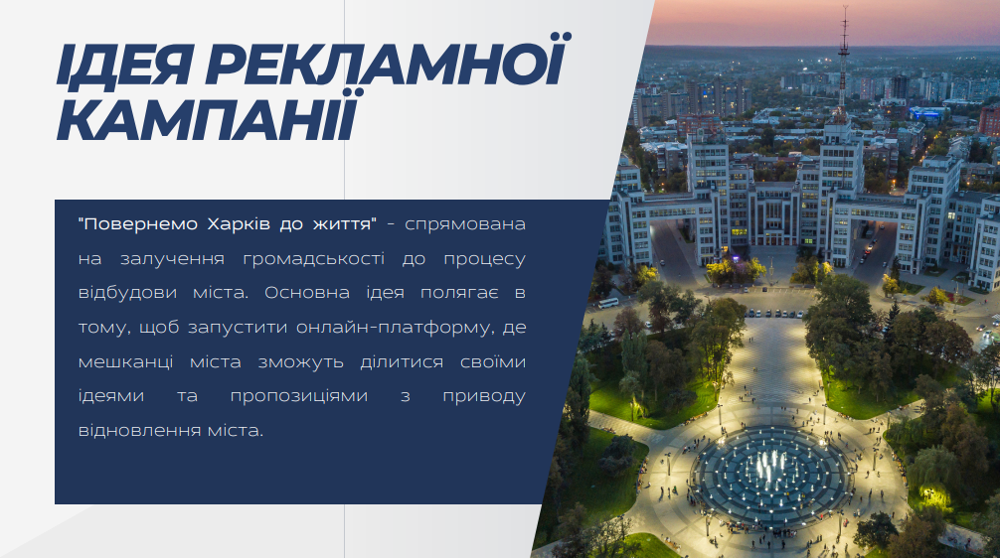 ІДЕЯ РЕКЛАМНОЇ
КАМПАНІЇ
"Повернемо Харків до життя" - спрямована
на залучення громадськості до процесу
відбудови міста. Основна ідея полягає в
тому, щоб запустити онлайн-платформу, де
мешканці міста зможуть ділитися своїми
ідеями та пропозиціями з приводу
відновлення міста.